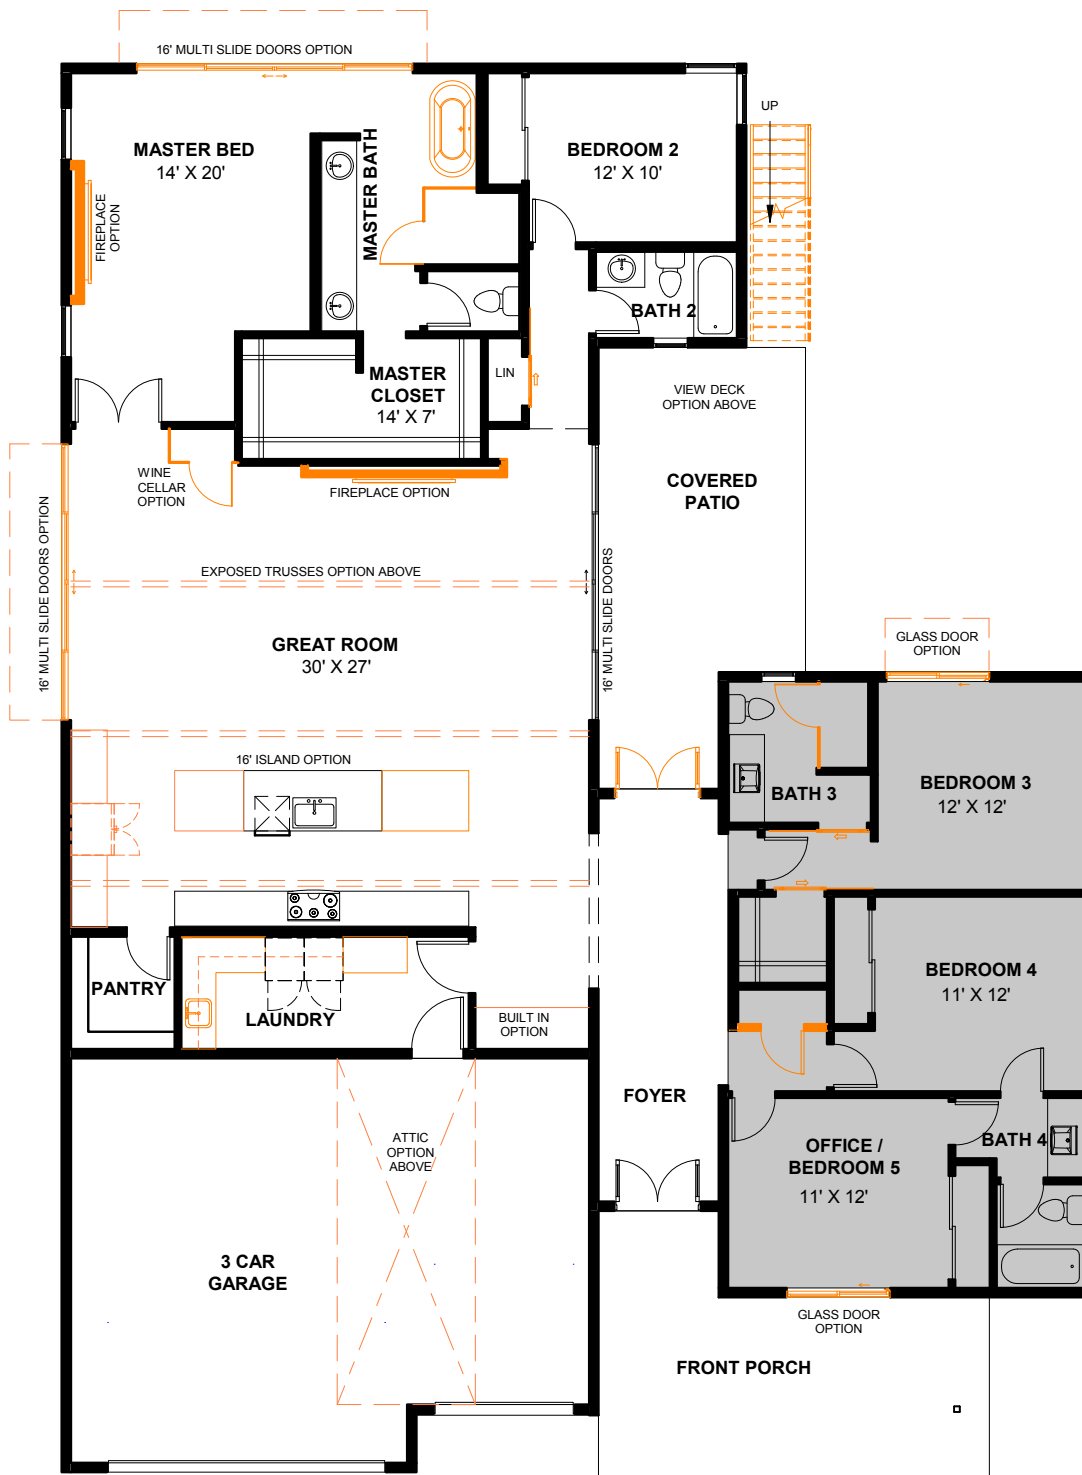 16' MULTI SLIDE DOORS OPTION
UP
MASTER BED
14' X 20'
MASTER BATH
BEDROOM 2
12' X 10'
FIREPLACE
OPTION
BATH 2
LIN
MASTER
CLOSET
14' X 7'
VIEW DECK
OPTION ABOVE
WINE
CELLAR
OPTION
FIREPLACE OPTION
COVERED
PATIO
16' MULTI SLIDE DOORS OPTION
EXPOSED TRUSSES OPTION ABOVE
16' MULTI SLIDE DOORS
GREAT ROOM
30' X 27'
GLASS DOOR
OPTION
16' ISLAND OPTION
BATH 3
BEDROOM 3
12' X 12'
PANTRY
LAUNDRY
BUILT IN
OPTION
BEDROOM 4
11' X 12'
FOYER
ATTIC
OPTION
ABOVE
OFFICE /
BEDROOM 5
11' X 12'
BATH 4
3 CAR
GARAGE
GLASS DOOR
OPTION
FRONT PORCH